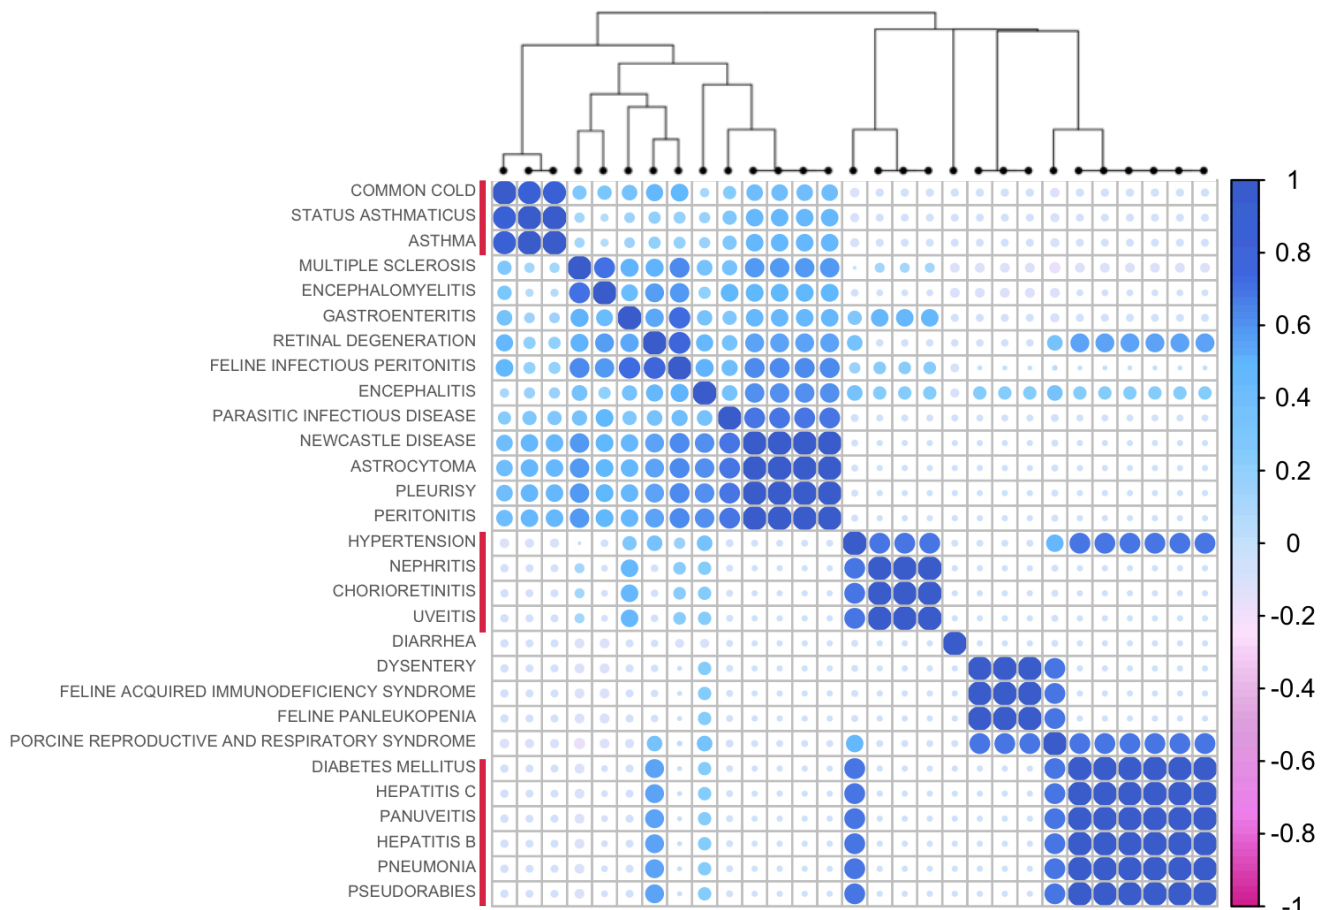 COMMON COLD
STATUS ASTHMATICUS
ASTHMA
MULTIPLE SCLEROSIS
ENCEPHALOMYELITIS
GASTROENTERITIS
RETINAL DEGENERATION
FELINE INFECTIOUS PERITONITIS
ENCEPHALITIS
PARASITIC INFECTIOUS DISEASE
NEWCASTLE DISEASE
ASTROCYTOMA
PLEURISY
PERITONITIS
HYPERTENSION
NEPHRITIS
CHORIORETINITIS
UVEITIS
DIARRHEA
DYSENTERY
FELINE ACQUIRED IMMUNODEFICIENCY SYNDROME
FELINE PANLEUKOPENIA
PORCINE REPRODUCTIVE AND RESPIRATORY SYNDROME
DIABETES MELLITUS
HEPATITIS C
PANUVEITIS
HEPATITIS B
PNEUMONIA
PSEUDORABIES
1
0.8
0.6
0.4
0.2
0
-0.2
-0.4
-0.6
-0.8
-1